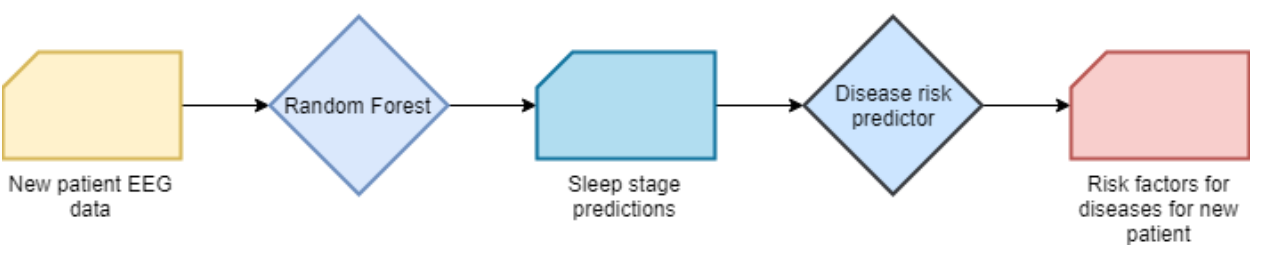 Random Forest
Disease risk
predictor
New patient EEG
data
Sleep stage
predictions
Risk factors for
diseases for new
patient